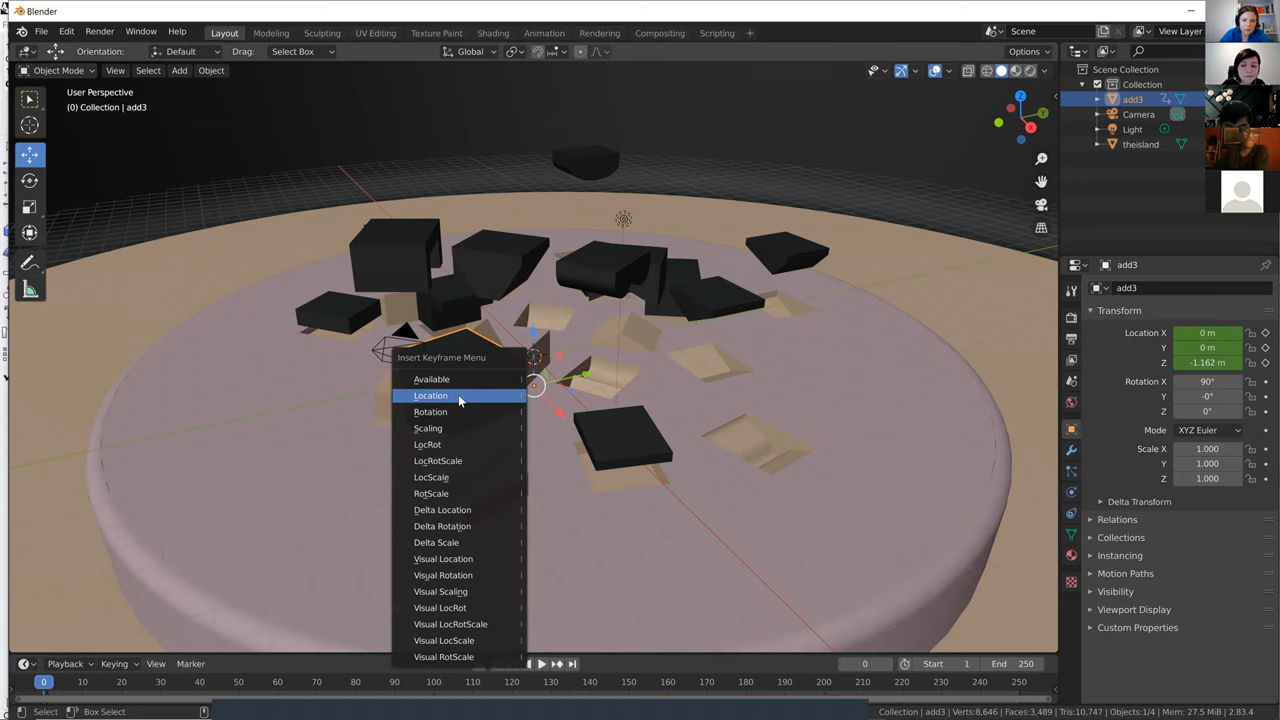 Blender
File Edit Render Window Help Layout Modeling Sculpting UV Editing Texture Paint Shading Animation Rendering Compositing Scripting Scene View Layer
Orientation: Default Drag: Select Box Global Options
Object Mode View Select Add Object
User Perspective
(0) Collection | add3
Z
Y
X
Scene Collection
Collection
add3
Camera
Light
theisland
add3
add3
Transform
Location X 0 m
Y 0 m
Z -1.162 m
Rotation X 90°
Y -0°
Z 0°
Mode XYZ Euler
Scale X 1.000
Y 1.000
Z 1.000
Delta Transform
Relations
Collections
Instancing
Motion Paths
Visibility
Viewport Display
Custom Properties
Insert Keyframe Menu
Available
Location
Rotation
Scaling
LocRot
LocRotScale
LocScale
RotScale
Delta Location
Delta Rotation
Delta Scale
Visual Location
Visual Rotation
Visual Scaling
Visual LocRot
Visual LocRotScale
Visual LocScale
Visual RotScale
Playback Keying View Marker 0 Start 1 End 250
0 10 20 30 40 50 60 70 80 90 100 110 120 130 140 150 160 170 180 190 200 210 220 230 240 250
Select Box Select Collection | add3 | Verts:8,646 | Faces:3,489 | Tris:10,747 | Objects:1/4 | Mem: 27.5 MiB | 2.83.4